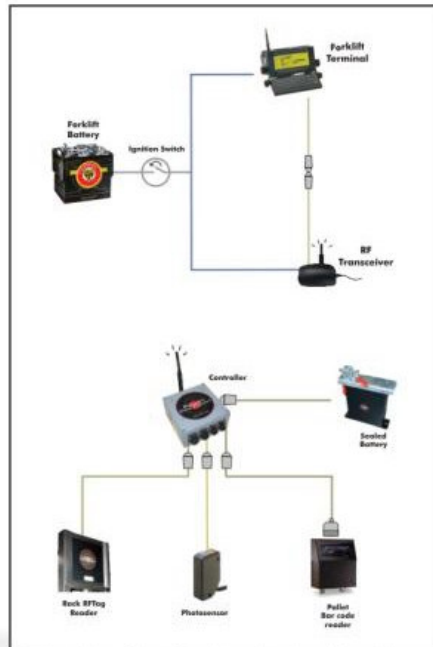 Forklift
Terminal
Forklift
Battery
Ignition Switch
RF
Transceiver
Controller
Sealed
Battery
Rack RFTag
Reader
Photosensor
Pallet
Bar code
reader